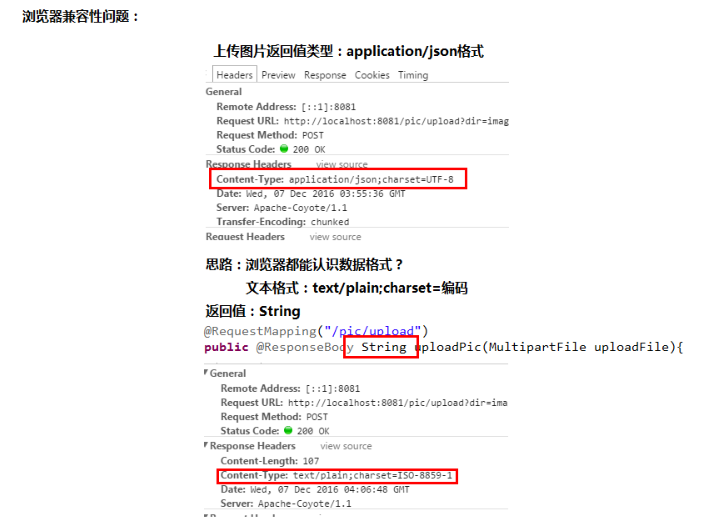 浏览器兼容性问题：
上传图片返回值类型：application/json格式
Headers Preview Response Cookies Timing
General
Remote Address: [::1]:8081
Request URL: http://localhost:8081/pic/upload?dir=imag
Request Method: POST
Status Code: 200 OK
Response Headers view source
Content-Type: application/json;charset=UTF-8
Date: Wed, 07 Dec 2016 03:55:36 GMT
Server: Apache-Coyote/1.1
Transfer-Encoding: chunked
Request Headers view source
思路：浏览器都能认识数据格式？
文本格式：text/plain;charset=编码
返回值：String
@RequestMapping("/pic/upload")
public @ResponseBody String uploadPic(MultipartFile uploadFile){
General
Remote Address: [::1]:8081
Request URL: http://localhost:8081/pic/upload?dir=ima
Request Method: POST
Status Code: 200 OK
Response Headers view source
Content-Length: 107
Content-Type: text/plain;charset=ISO-8859-1
Date: Wed, 07 Dec 2016 04:06:48 GMT
Server: Apache-Coyote/1.1